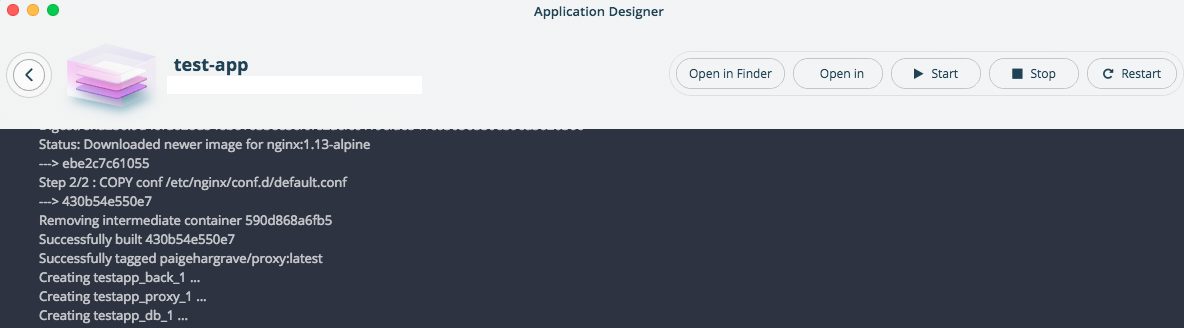 Application Designer
test-app
Open in Finder
Open in
Start
Stop
Restart
Status: Downloaded newer image for nginx:1.13-alpine
---> ebe2c7c61055
Step 2/2 : COPY conf /etc/nginx/conf.d/default.conf
---> 430b54e550e7
Removing intermediate container 590d868a6fb5
Successfully built 430b54e550e7
Successfully tagged paigehargrave/proxy:latest
Creating testapp_back_1 ...
Creating testapp_proxy_1 ...
Creating testapp_db_1 ...